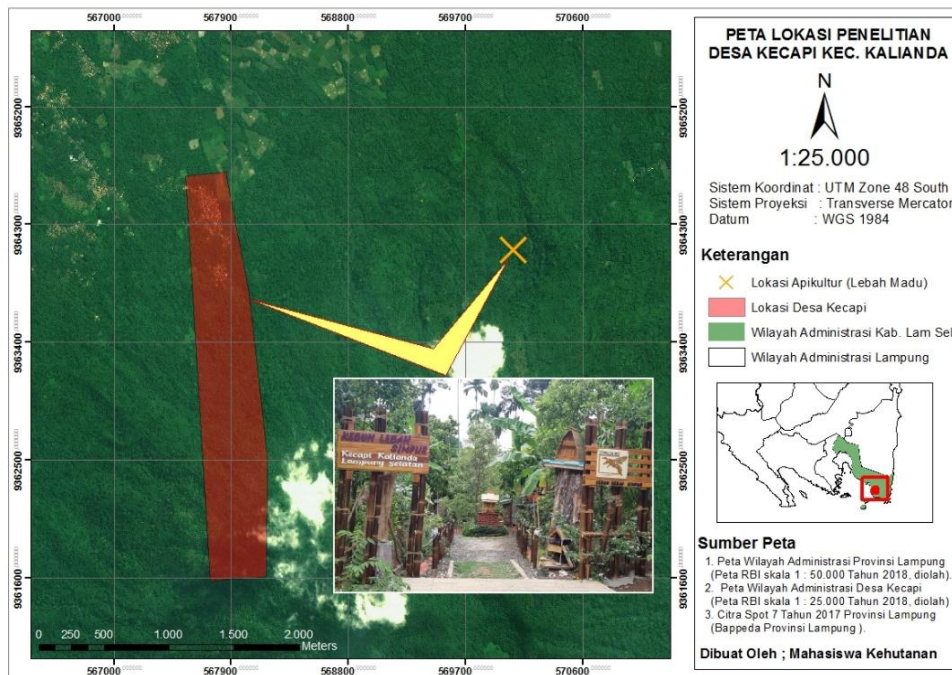 567000 567900 568800 569700 570600
9365200
9364300
9363400
9362500
9361600
9365200
9364300
9363400
9362500
9361600
KEBUN LEBAH
SIMPUR
Kecapi Kalianda
Lampung Selatan
0 250 500 1.000 1.500 2.000
Meters
567000 567900 568800 569700 570600
PETA LOKASI PENELITIAN
DESA KECAPI KEC. KALIANDA
N
1:25.000
Sistem Koordinat : UTM Zone 48 South
Sistem Proyeksi : Transverse Mercator
Datum : WGS 1984
Keterangan
Lokasi Apikultur (Lebah Madu)
Lokasi Desa Kecapi
Wilayah Administrasi Kab. Lam Sel
Wilayah Administrasi Lampung
Sumber Peta
1. Peta Wilayah Administrasi Provinsi Lampung
(Peta RBI skala 1 : 50.000 Tahun 2018, diolah).
2. Peta Wilayah Administrasi Desa Kecapi
(Peta RBI skala 1 : 25.000 Tahun 2018, diolah)
3. Citra Spot 7 Tahun 2017 Provinsi Lampung
(Bappeda Provinsi Lampung ).
Dibuat Oleh ; Mahasiswa Kehutanan